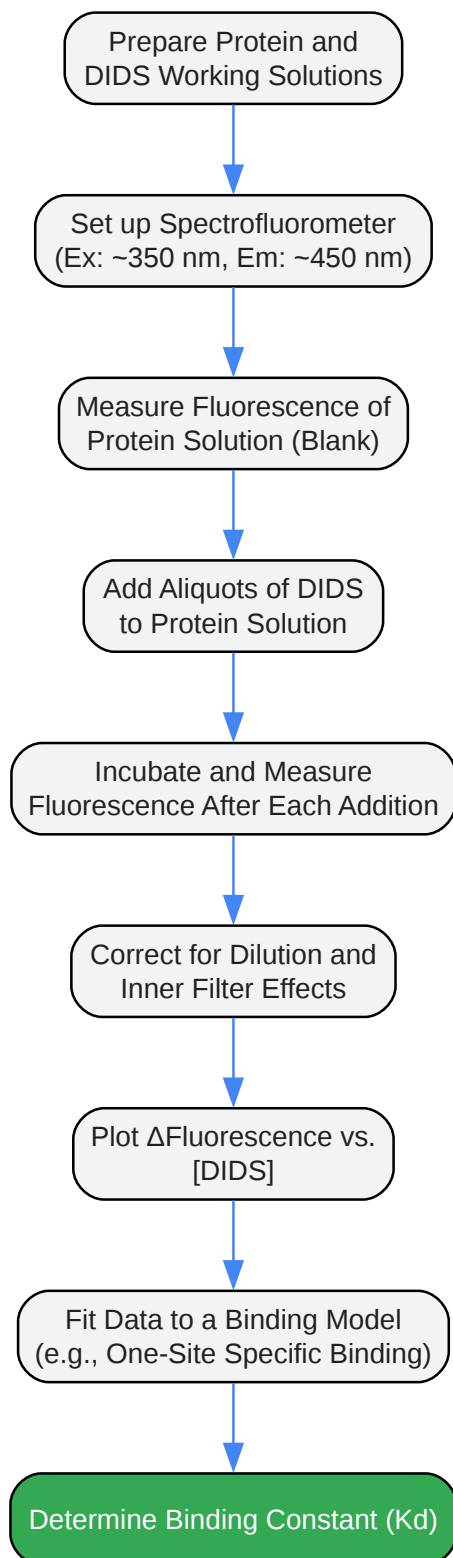 Prepare Protein and
DIDS Working Solutions
Set up Spectrofluorometer
(Ex: ~350 nm, Em: ~450 nm)
Measure Fluorescence of
Protein Solution (Blank)
Add Aliquots of DIDS
to Protein Solution
Incubate and Measure
Fluorescence After Each Addition
Correct for Dilution and
Inner Filter Effects
Plot ΔFluorescence vs.
[DIDS]
Fit Data to a Binding Model
(e.g., One-Site Specific Binding)
Determine Binding Constant (Kd)